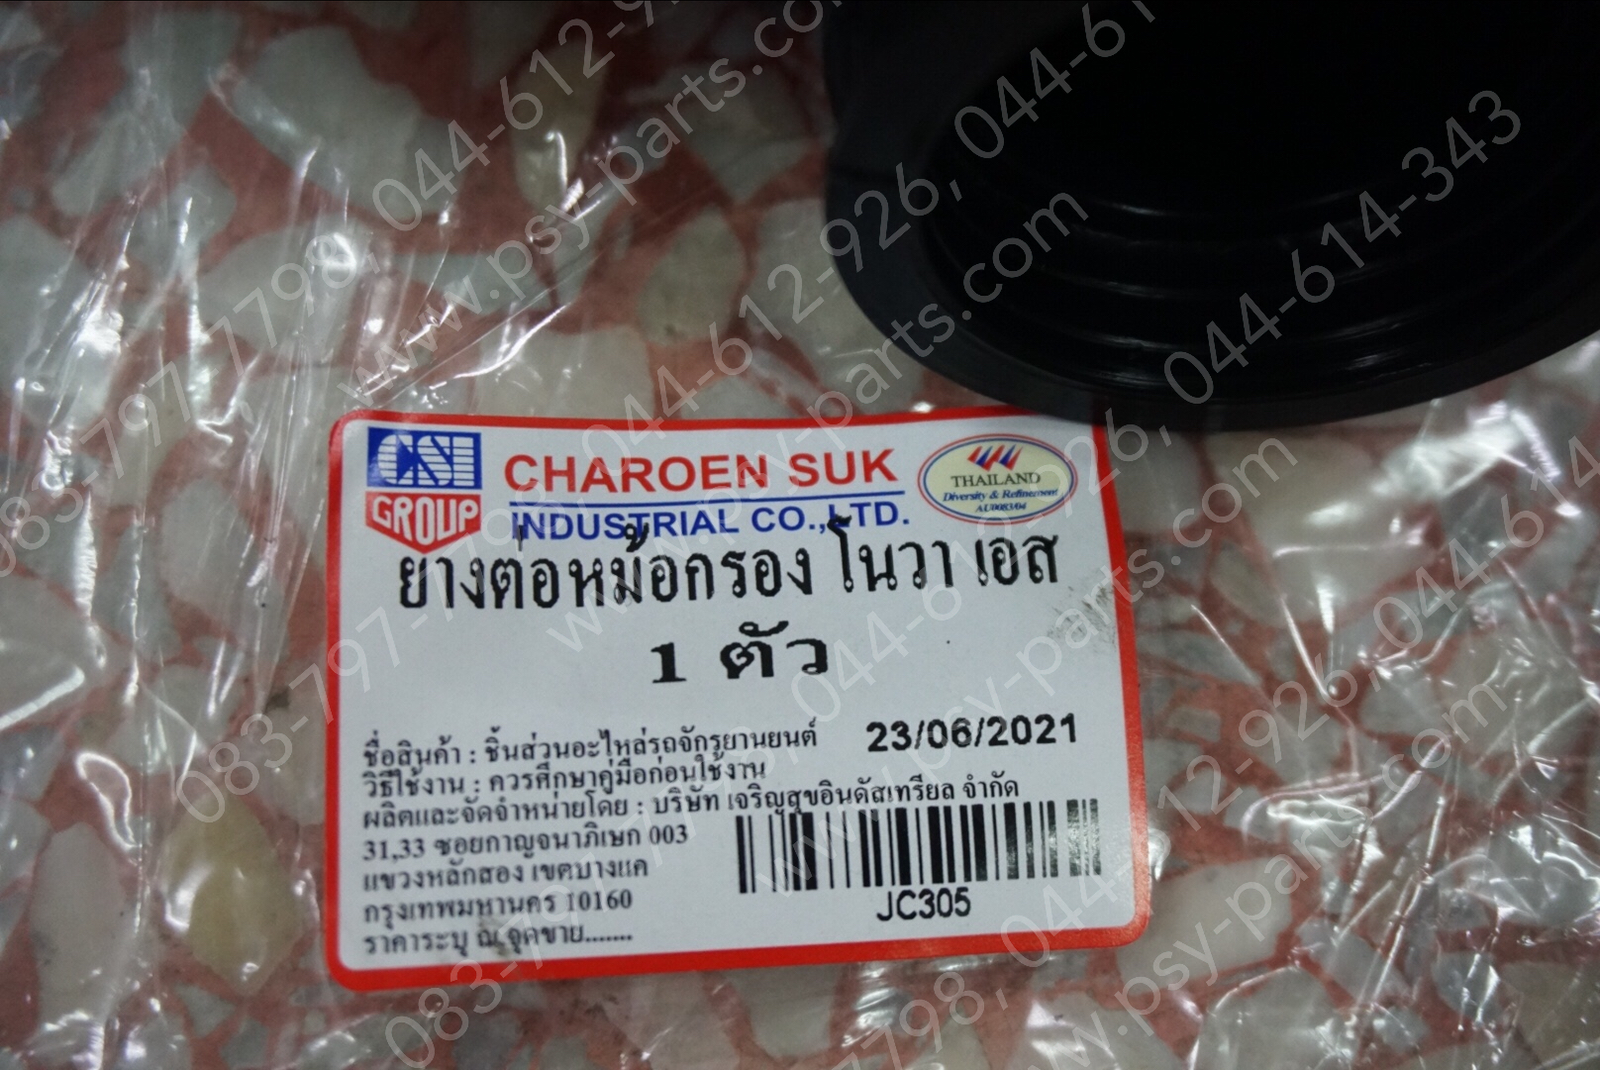 CSI
GROUP
CHAROEN SUK
INDUSTRIAL CO.,LTD.
THAILAND
Diversity & Refinement
AU0083/04
ยางต่อหม้อกรอง โนวา เอส
1 ตัว
23/06/2021
ชื่อสินค้า : ชิ้นส่วนอะไหล่รถจักรยานยนต์
วิธีใช้งาน : ควรศึกษาคู่มือก่อนใช้งาน
ผลิตและจัดจำหน่ายโดย : บริษัท เจริญสุขอินดัสเทรียล จำกัด
31,33 ซอยกาญจนาภิเษก 003
แขวงหลักสอง เขตบางแค
กรุงเทพมหานคร 10160
ราคาระบุ ณ จุดขาย.......
JC305
083-797-7798, 044-612-926, 044-614-343
www.psy-parts.com